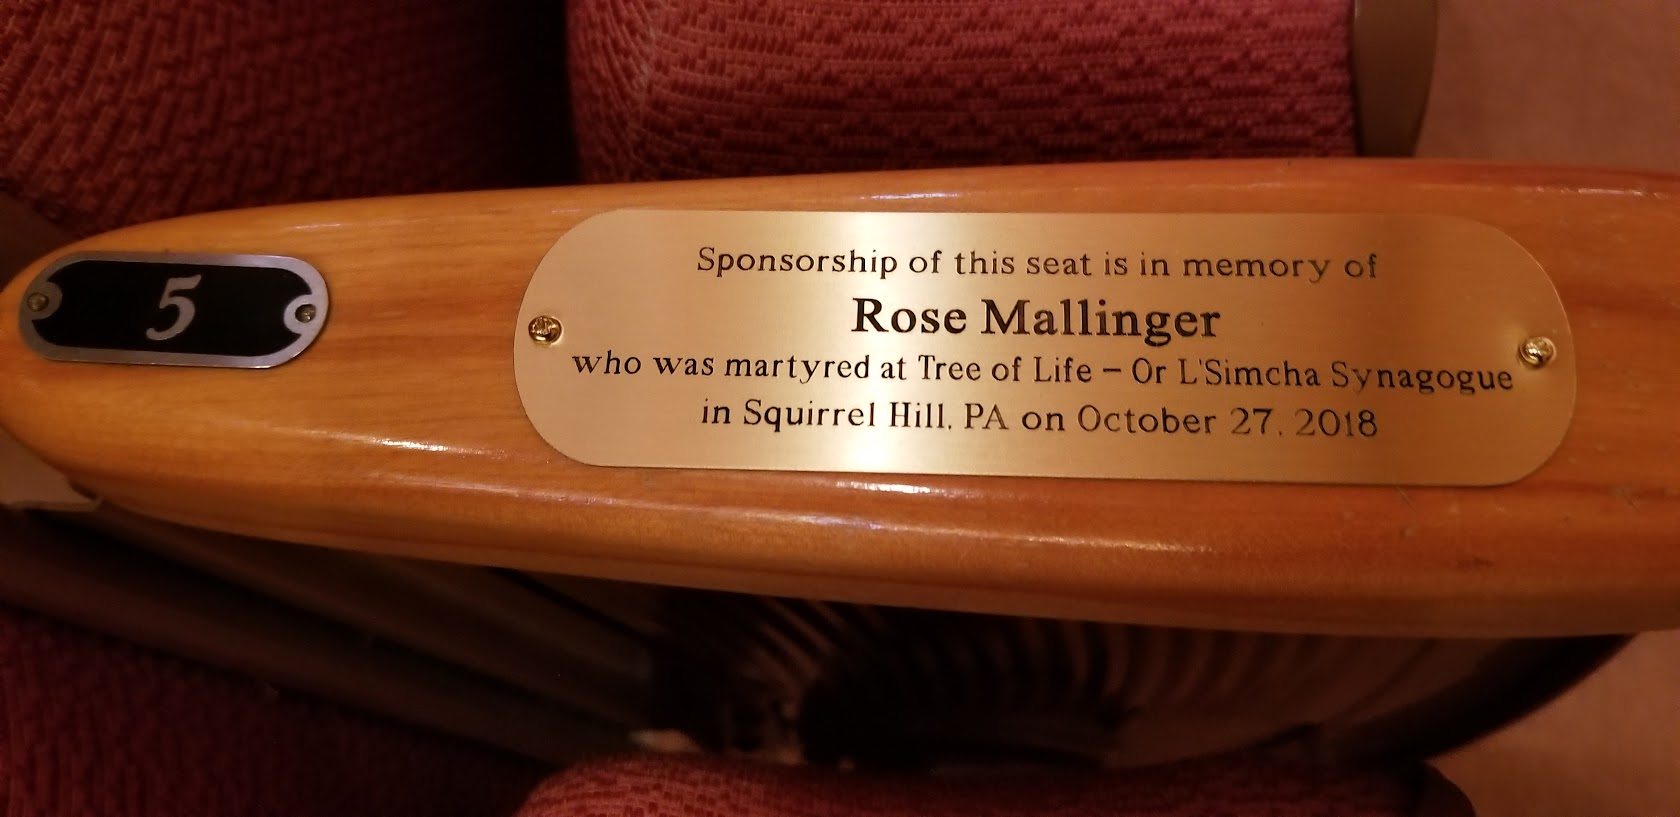 5
Sponsorship of this seat is in memory of
Rose Mallinger
who was martyred at Tree of Life – Or L'Simcha Synagogue
in Squirrel Hill, PA on October 27, 2018